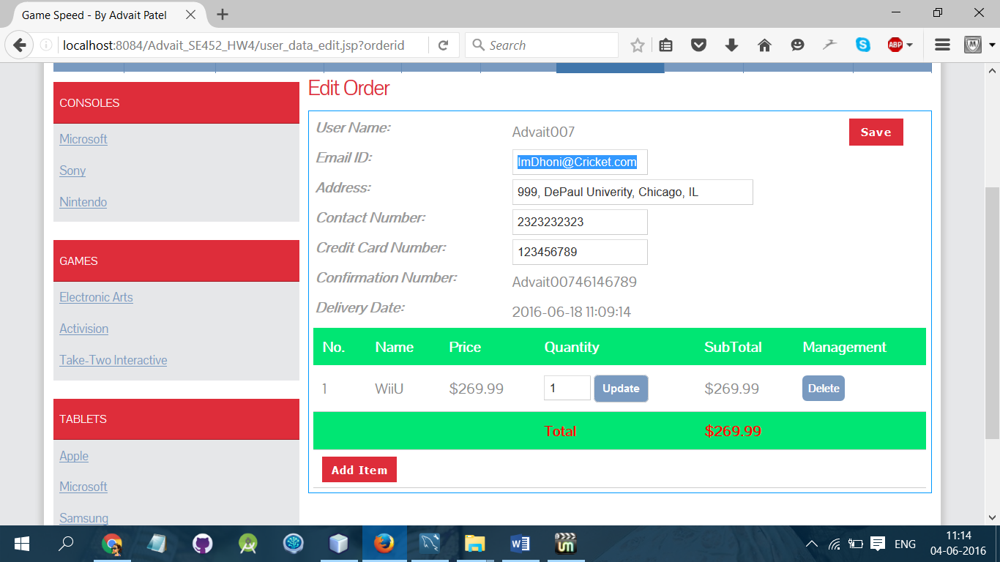 Game Speed - By Advait Patel
localhost:8084/Advait_SE452_HW4/user_data_edit.jsp?orderid
Search
ABP
CONSOLES
Microsoft
Sony
Nintendo
GAMES
Electronic Arts
Activision
Take-Two Interactive
TABLETS
Apple
Microsoft
Samsung
Edit Order
User Name: Advait007 Save
Email ID: ImDhoni@Cricket.com
Address: 999, DePaul Univerity, Chicago, IL
Contact Number: 2323232323
Credit Card Number: 123456789
Confirmation Number: Advait00746146789
Delivery Date: 2016-06-18 11:09:14
No. Name Price Quantity SubTotal Management
1 WiiU $269.99 1 Update $269.99 Delete
Total $269.99
Add Item
ENG
11:14
04-06-2016